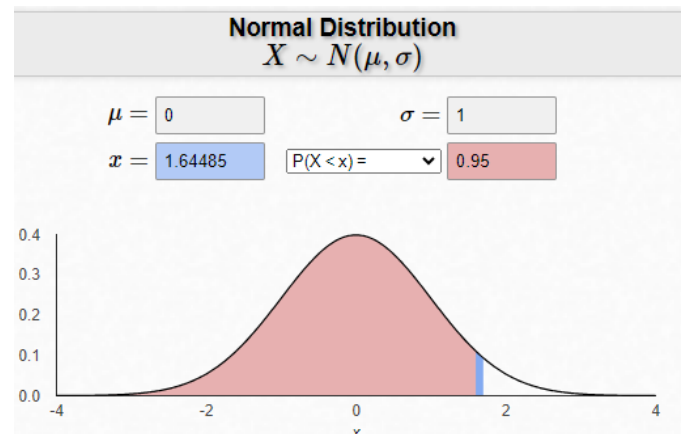 Normal Distribution
X ∼ N(μ, σ)
μ = 0 σ = 1
x = 1.64485 P(X < x) = 0.95
0.4
0.3
0.2
0.1
0.0
-4 -2 0 2 4
x